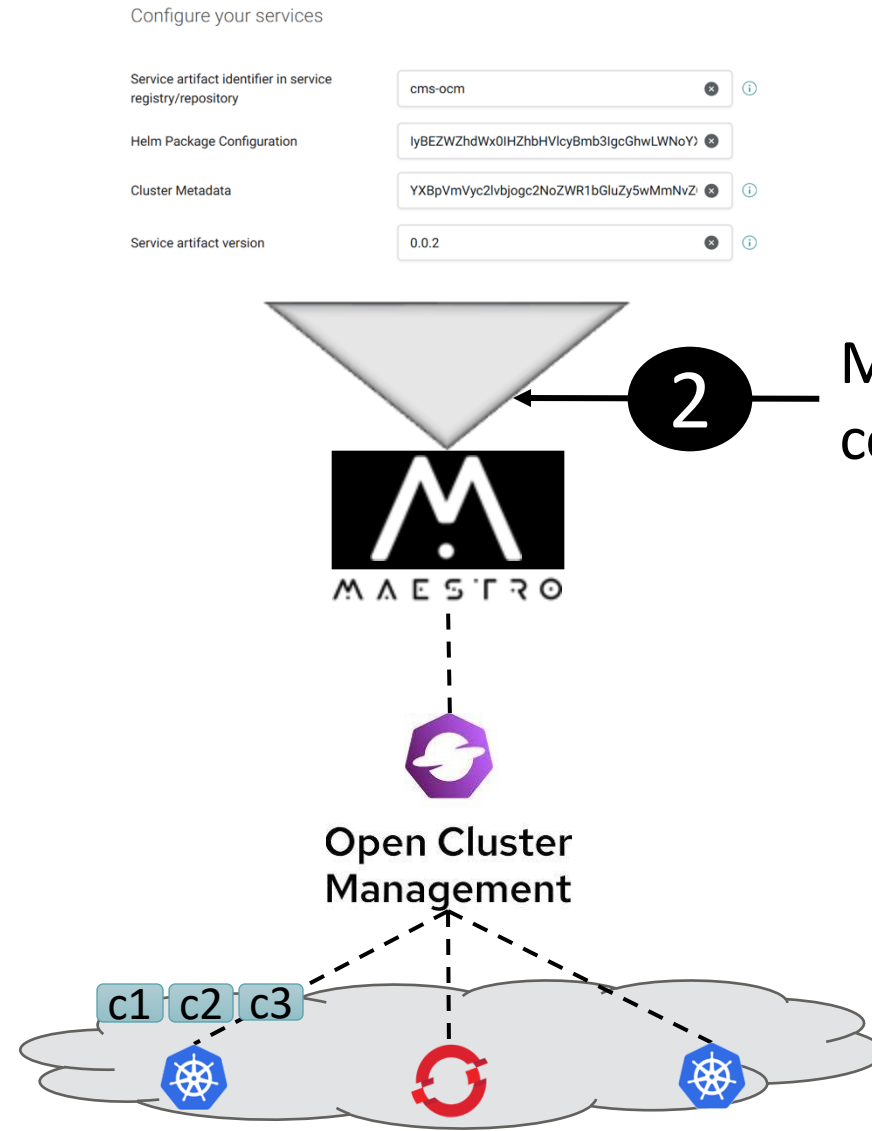 Configure your services
Service artifact identifier in service
registry/repository
cms-ocm
Helm Package Configuration
IyBEZWZhdWx0IHZhbHVlcyBmb3IgcGhwLWNoYX
Cluster Metadata
YXBpVmVyc2lvbjogc2NoZWR1bGluZy5wMmNvZ
Service artifact version
0.0.2
2
MAESTRO
Open Cluster
Management
c1 c2 c3